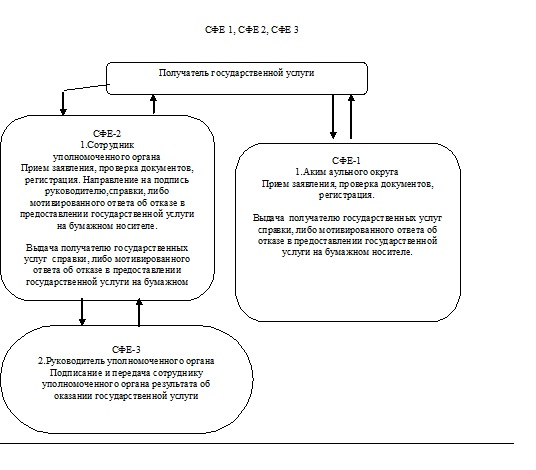 СФЕ 1, СФЕ 2, СФЕ 3
Получатель государственной услуги
СФЕ-2
1.Сотрудник
уполномоченного органа
Прием заявления, проверка документов,
регистрация. Направление на подпись
руководителю,справки, либо
мотивированного ответа об отказе в
предоставлении государственной услуги
на бумажном носителе.
Выдача получателю государственных
услуг справки, либо мотивированного
ответа об отказе в предоставлении
государственной услуги на бумажном
СФЕ-1
1.Аким аульного округа
Прием заявления, проверка документов,
регистрация.
Выдача получателю государственных услуг
справки, либо мотивированного ответа об
отказе в предоставлении государственной
услуги на бумажном носителе.
СФЕ-3
2.Руководитель уполномоченного органа
Подписание и передача сотруднику
уполномоченного органа результата об
оказании государственной услуги